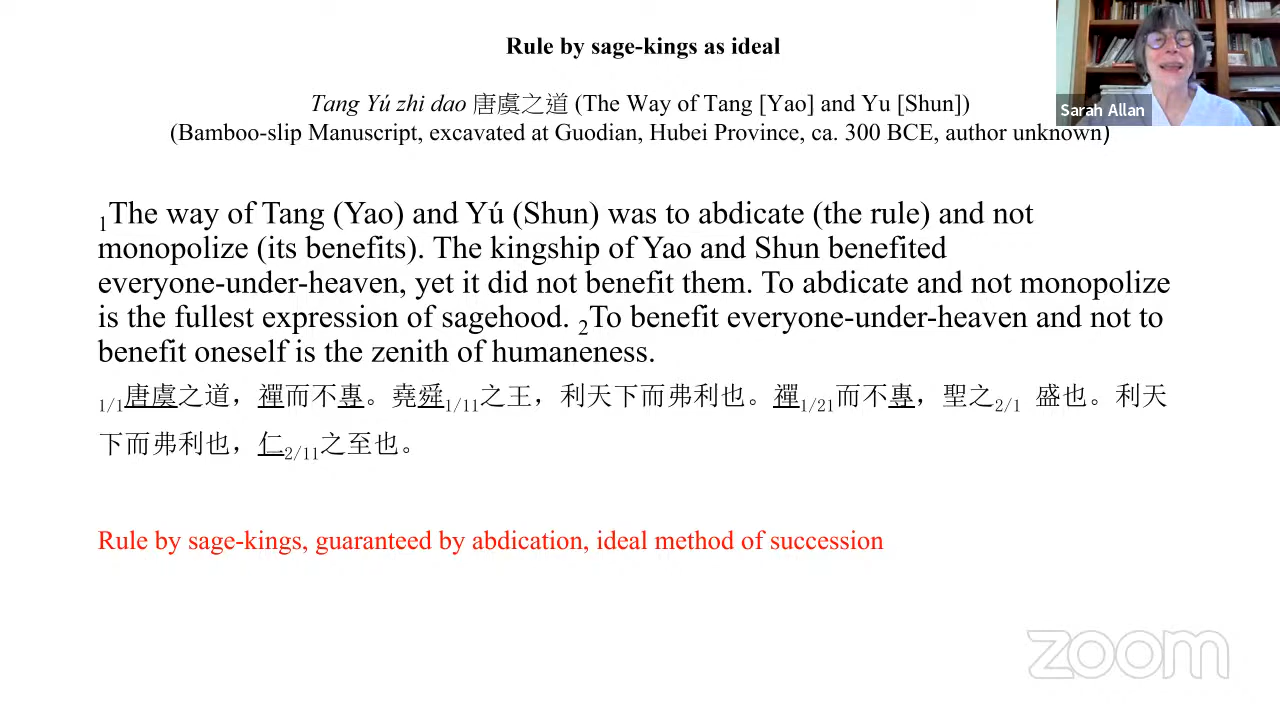 Rule by sage-kings as ideal
Sarah Allan
Tang Yú zhi dao 唐虞之道 (The Way of Tang [Yao] and Yu [Shun])
(Bamboo-slip Manuscript, excavated at Guodian, Hubei Province, ca. 300 BCE, author unknown)
1The way of Tang (Yao) and Yú (Shun) was to abdicate (the rule) and not
monopolize (its benefits). The kingship of Yao and Shun benefited
everyone-under-heaven, yet it did not benefit them. To abdicate and not monopolize
is the fullest expression of sagehood. 2To benefit everyone-under-heaven and not to
benefit oneself is the zenith of humaneness.
1/1唐虞之道，禪而不專。堯舜1/11之王，利天下而弗利也。禪1/21而不專，聖之2/1 盛也。利天
下而弗利也，仁2/11之至也。
Rule by sage-kings, guaranteed by abdication, ideal method of succession
zoom